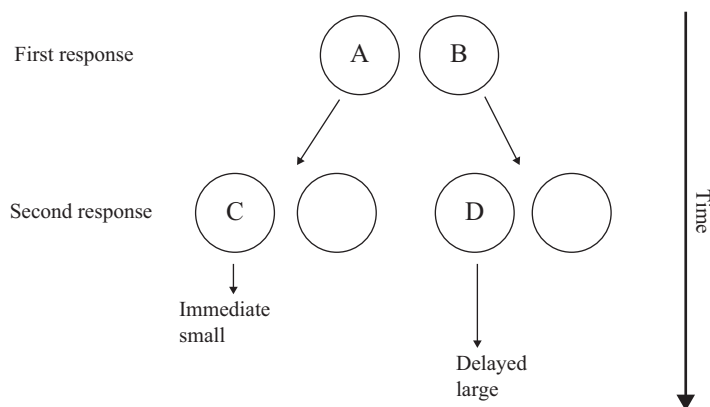 First response
A
B
Second response
C
D
Time
Immediate
small
Delayed
large